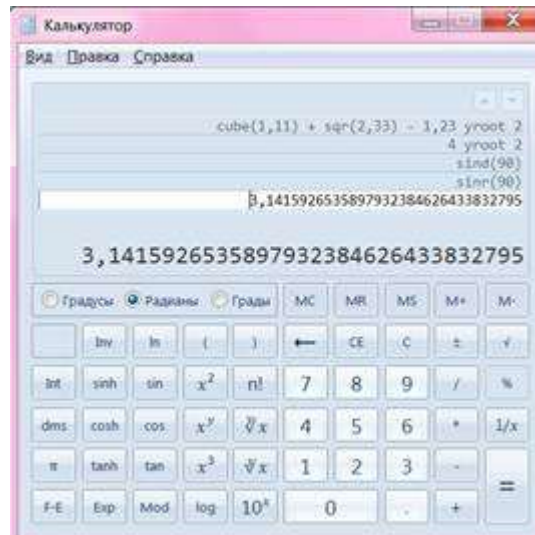 Калькулятор
Вид Правка Справка
cube(1,11) + sqr(2,33) - 1,23 yroot 2
4 yroot 2
sind(90)
sinr(90)
3,1415926535897932384626433832795
3,1415926535897932384626433832795
Градусы Радианы Грады MC MR MS M+ M-
Inv ln ( ) ← CE C ± √
Int sinh sin x² n! 7 8 9 / %
dms cosh cos xʸ ʸ√x 4 5 6 * 1/x
π tanh tan x³ ³√x 1 2 3 - =
F-E Exp Mod log 10ˣ 0 . +